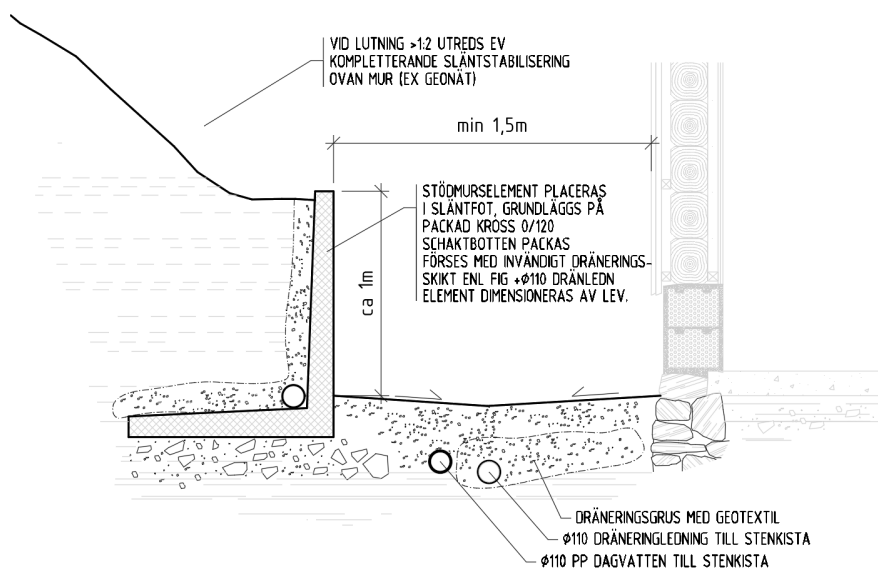 VID LUTNING >1:2 UTREDS EV
KOMPLETTERANDE SLÄNTSTABILISERING
OVAN MUR (EX GEONÄT)
min 1,5m
STÖDMURSELEMENT PLACERAS
I SLÄNTFOT, GRUNDLÄGGS PÅ
PACKAD KROSS 0/120
SCHAKTBOTTEN PACKAS
FÖRSES MED INVÄNDIGT DRÄNERINGS-
SKIKT ENL FIG +Ø110 DRÄNLEDN
ELEMENT DIMENSIONERAS AV LEV.
ca 1m
DRÄNERINGSGRUS MED GEOTEXTIL
Ø110 DRÄNERINGLEDNING TILL STENKISTA
Ø110 PP DAGVATTEN TILL STENKISTA